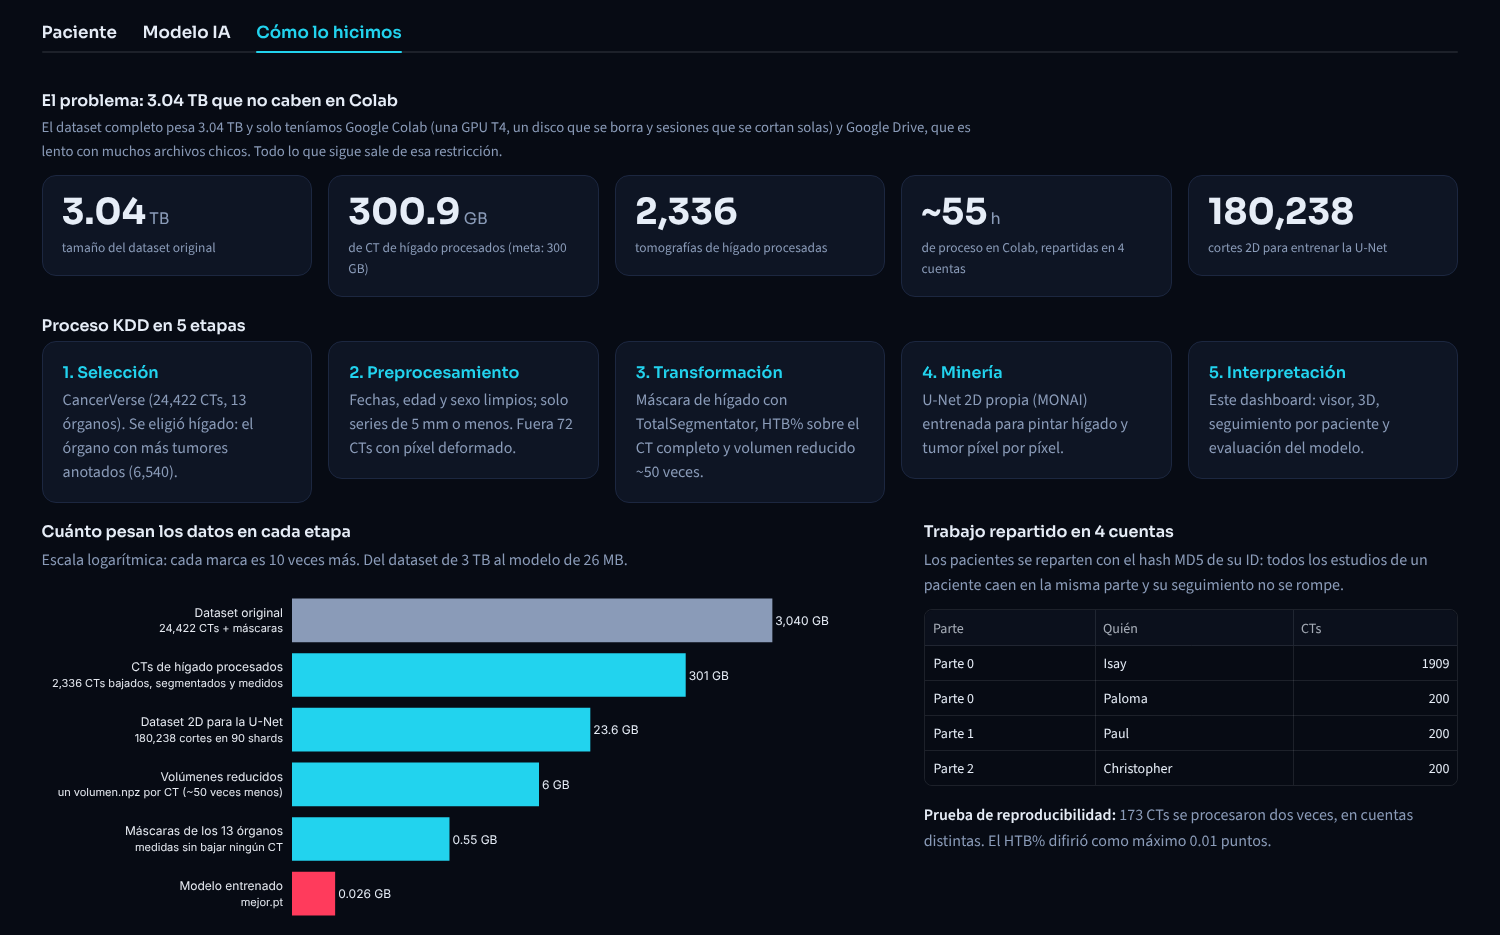 Paciente Modelo IA Cómo lo hicimos
El problema: 3.04 TB que no caben en Colab
El dataset completo pesa 3.04 TB y solo teníamos Google Colab (una GPU T4, un disco que se borra y sesiones que se cortan solas) y Google Drive, que es
lento con muchos archivos chicos. Todo lo que sigue sale de esa restricción.
3.04 TB
tamaño del dataset original
300.9 GB
de CT de hígado procesados (meta: 300
GB)
2,336
tomografías de hígado procesadas
~55 h
de proceso en Colab, repartidas en 4
cuentas
180,238
cortes 2D para entrenar la U-Net
Proceso KDD en 5 etapas
1. Selección
CancerVerse (24,422 CTs, 13
órganos). Se eligió hígado: el
órgano con más tumores
anotados (6,540).
2. Preprocesamiento
Fechas, edad y sexo limpios; solo
series de 5 mm o menos. Fuera 72
CTs con píxel deformado.
3. Transformación
Máscara de hígado con
TotalSegmentator, HTB% sobre el
CT completo y volumen reducido
~50 veces.
4. Minería
U-Net 2D propia (MONAI)
entrenada para pintar hígado y
tumor píxel por píxel.
5. Interpretación
Este dashboard: visor, 3D,
seguimiento por paciente y
evaluación del modelo.
Cuánto pesan los datos en cada etapa
Escala logarítmica: cada marca es 10 veces más. Del dataset de 3 TB al modelo de 26 MB.
Dataset original
24,422 CTs + máscaras
3,040 GB
CTs de hígado procesados
2,336 CTs bajados, segmentados y medidos
301 GB
Dataset 2D para la U-Net
180,238 cortes en 90 shards
23.6 GB
Volúmenes reducidos
un volumen.npz por CT (~50 veces menos)
6 GB
Máscaras de los 13 órganos
medidas sin bajar ningún CT
0.55 GB
Modelo entrenado
mejor.pt
0.026 GB
Trabajo repartido en 4 cuentas
Los pacientes se reparten con el hash MD5 de su ID: todos los estudios de un
paciente caen en la misma parte y su seguimiento no se rompe.
Parte Quién CTs
Parte 0 Isay 1909
Parte 0 Paloma 200
Parte 1 Paul 200
Parte 2 Christopher 200
Prueba de reproducibilidad: 173 CTs se procesaron dos veces, en cuentas
distintas. El HTB% difirió como máximo 0.01 puntos.